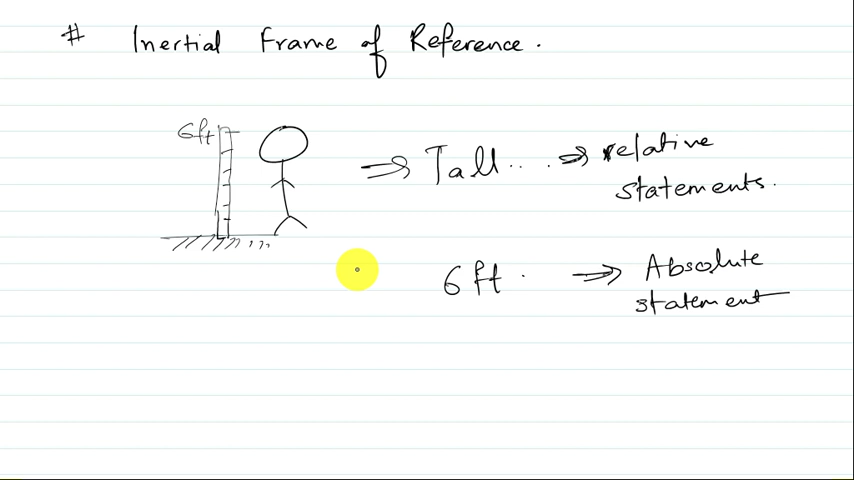 # Inertial Frame of Reference.
6ft
⇒ Tall.. . ⇒ relative
statements.
6 ft . ⇒ Absolute
statement